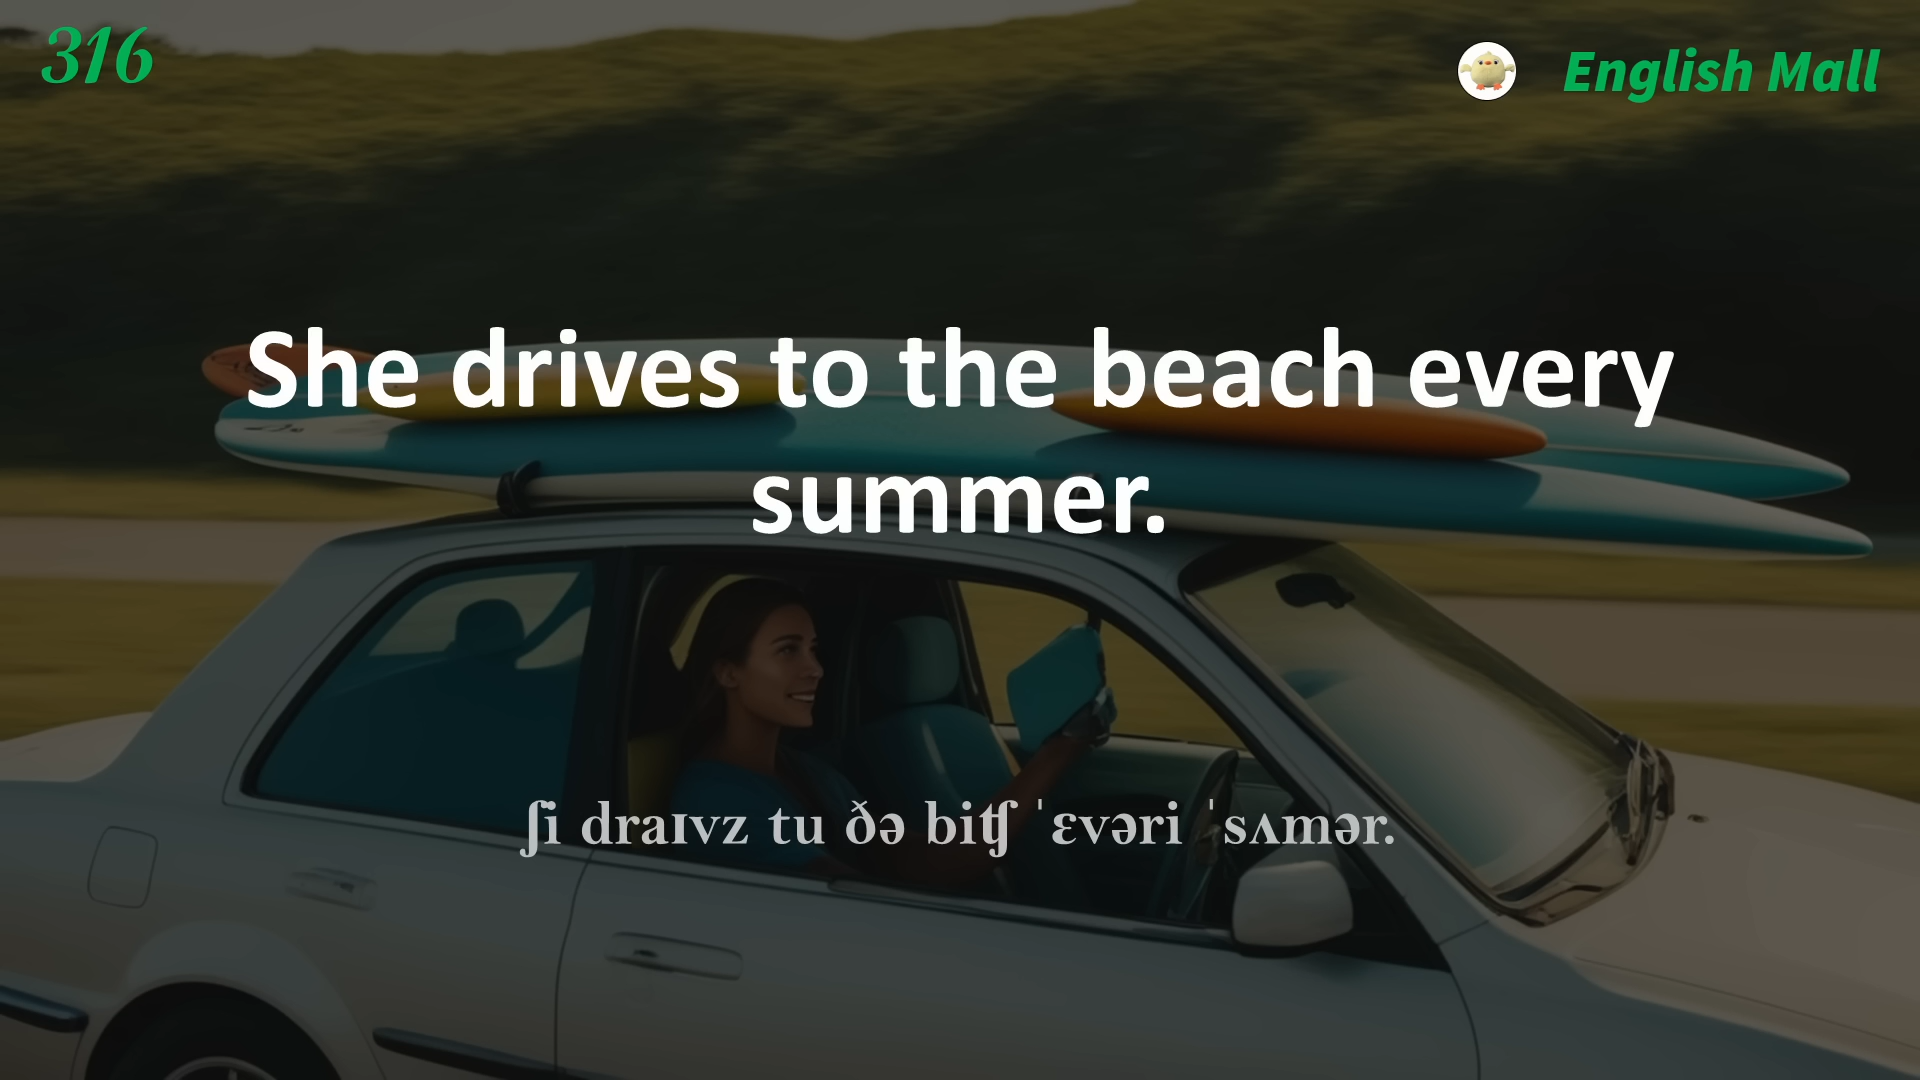 316
English Mall
She drives to the beach every
summer.
ʃi draɪvz tu ðə biʧ ˈɛvəri ˈsʌmər.